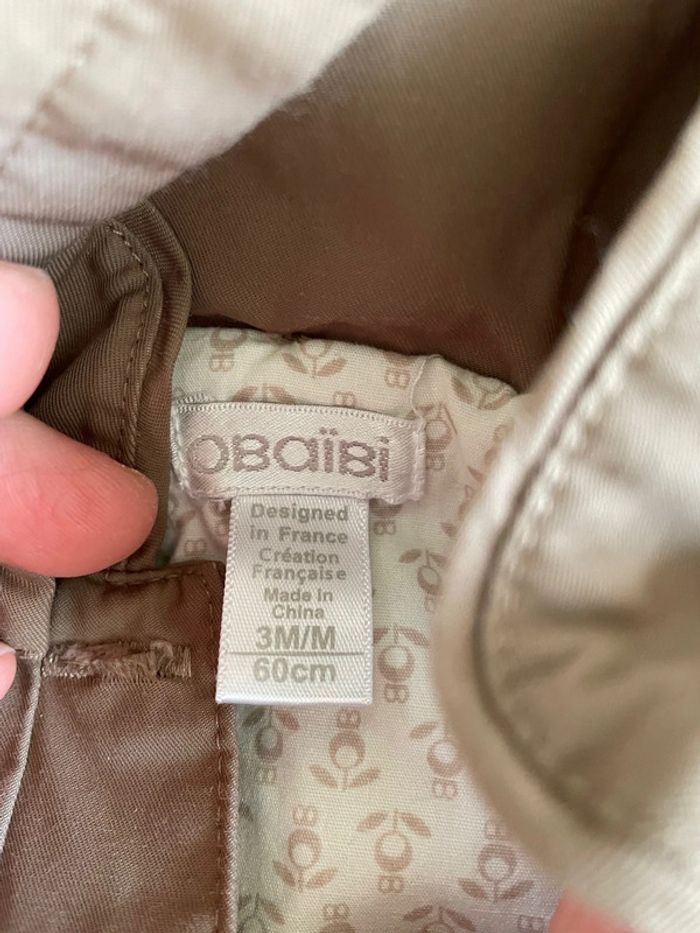 OBaïBi
Designed
in France
Création
Française
Made in
China
3M/M
60cm